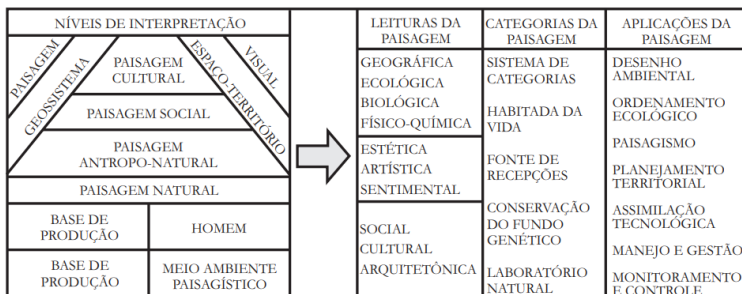 NÍVEIS DE INTERPRETAÇÃO
PAISAGEM
GEOSSISTEMA
PAISAGEM
CULTURAL
ESPAÇO-TERRITÓRIO
VISUAL
PAISAGEM SOCIAL
PAISAGEM
ANTROPO-NATURAL
PAISAGEM NATURAL
BASE DE
PRODUÇÃO
HOMEM
BASE DE
PRODUÇÃO
MEIO AMBIENTE
PAISAGÍSTICO
LEITURAS DA
PAISAGEM
GEOGRÁFICA
ECOLÓGICA
BIOLÓGICA
FÍSICO-QUÍMICA
ESTÉTICA
ARTÍSTICA
SENTIMENTAL
SOCIAL
CULTURAL
ARQUITETÔNICA
CATEGORIAS DA
PAISAGEM
SISTEMA DE
CATEGORIAS
HABITADA DA
VIDA
FONTE DE
RECEPÇÕES
CONSERVAÇÃO
DO FUNDO
GENÉTICO
LABORATÓRIO
NATURAL
APLICAÇÕES DA
PAISAGEM
DESENHO
AMBIENTAL
ORDENAMENTO
ECOLÓGICO
PAISAGISMO
PLANEJAMENTO
TERRITORIAL
ASSIMILAÇÃO
TECNOLÓGICA
MANEJO E GESTÃO
MONITORAMENTO
E CONTROLE